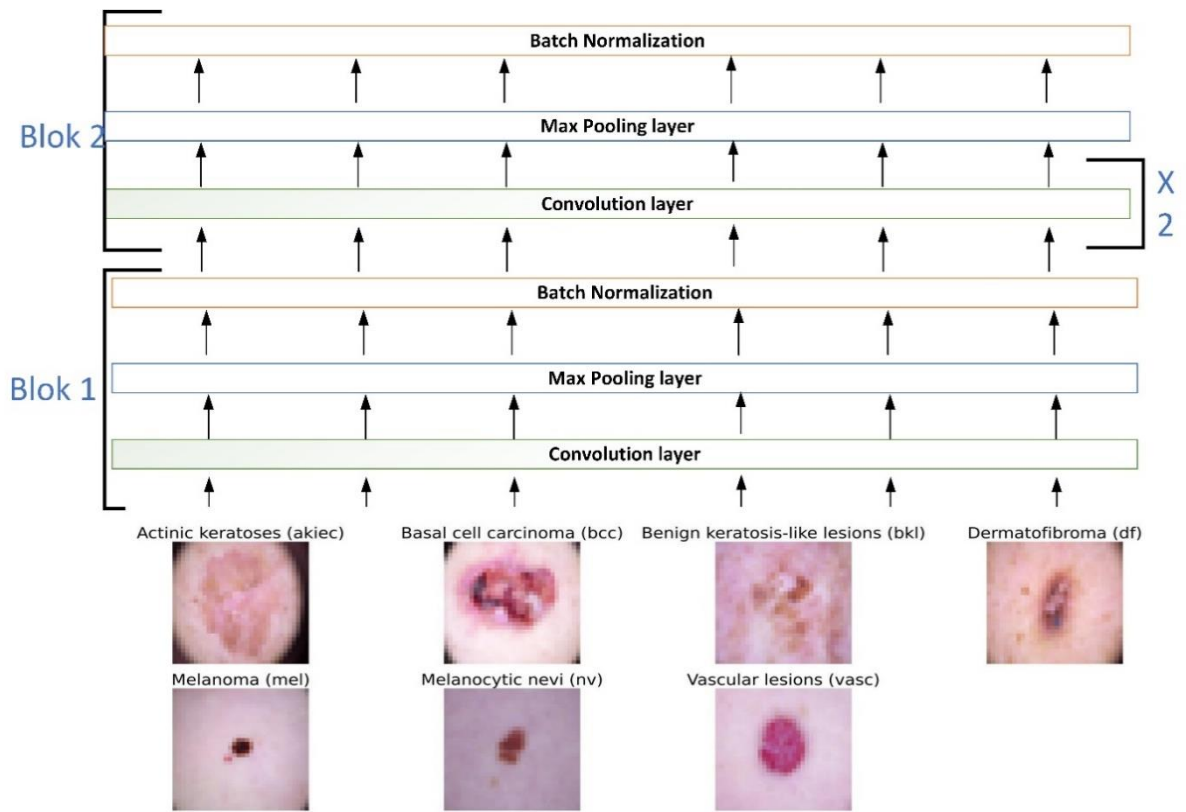 Batch Normalization
Max Pooling layer
Blok 2
Convolution layer
X
2
Batch Normalization
Max Pooling layer
Blok 1
Convolution layer
Actinic keratoses (akiec)
Basal cell carcinoma (bcc)
Benign keratosis-like lesions (bkl)
Dermatofibroma (df)
Melanoma (mel)
Melanocytic nevi (nv)
Vascular lesions (vasc)